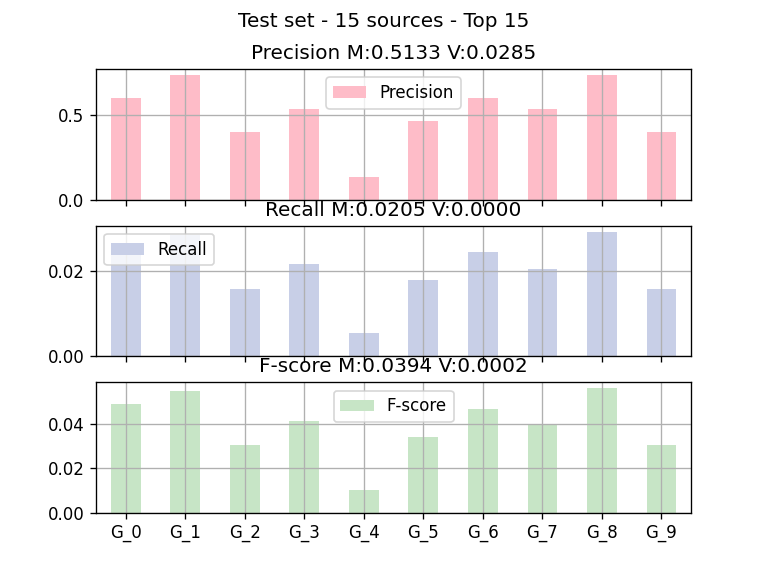 Test set - 15 sources - Top 15
Precision M:0.5133 V:0.0285
Precision
0.5
0.0
Recall M:0.0205 V:0.0000
Recall
0.02
0.00
F-score M:0.0394 V:0.0002
F-score
0.04
0.02
0.00
G_0 G_1 G_2 G_3 G_4 G_5 G_6 G_7 G_8 G_9